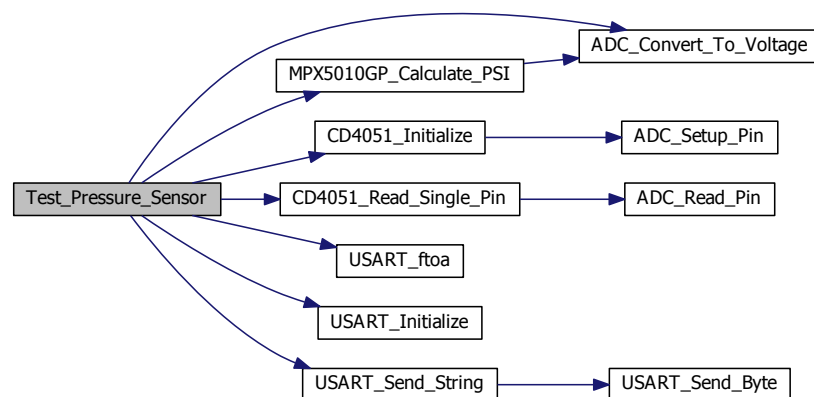 ADC_Convert_To_Voltage
MPX5010GP_Calculate_PSI
CD4051_Initialize
ADC_Setup_Pin
Test_Pressure_Sensor
CD4051_Read_Single_Pin
ADC_Read_Pin
USART_ftoa
USART_Initialize
USART_Send_String
USART_Send_Byte